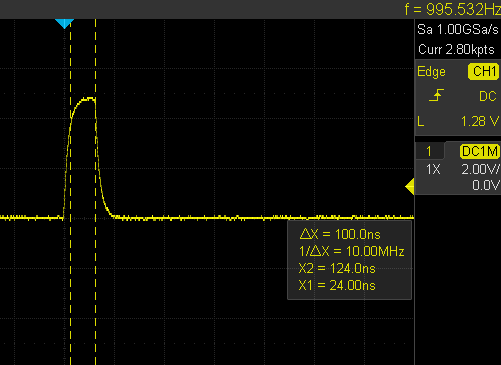 f = 995.532Hz
Sa 1.00GSa/s
Curr 2.80kpts
Edge CH1
DC
L 1.28 V
1 DC1M
1X 2.00V/
0.0V
ΔX = 100.0ns
1/ΔX = 10.00MHz
X2 = 124.0ns
X1 = 24.00ns